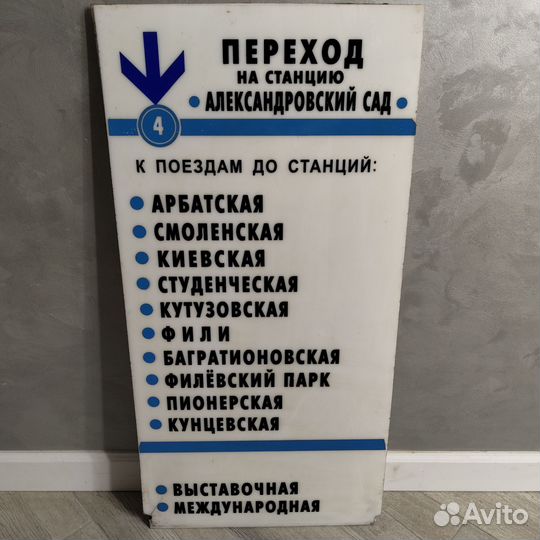 ПЕРЕХОД
НА СТАНЦИЮ
• АЛЕКСАНДРОВСКИЙ САД •
4
К ПОЕЗДАМ ДО СТАНЦИЙ:
• АРБАТСКАЯ
• СМОЛЕНСКАЯ
• КИЕВСКАЯ
• СТУДЕНЧЕСКАЯ
• КУТУЗОВСКАЯ
• ФИЛИ
• БАГРАТИОНОВСКАЯ
• ФИЛЁВСКИЙ ПАРК
• ПИОНЕРСКАЯ
• КУНЦЕВСКАЯ
• ВЫСТАВОЧНАЯ
• МЕЖДУНАРОДНАЯ
Avito